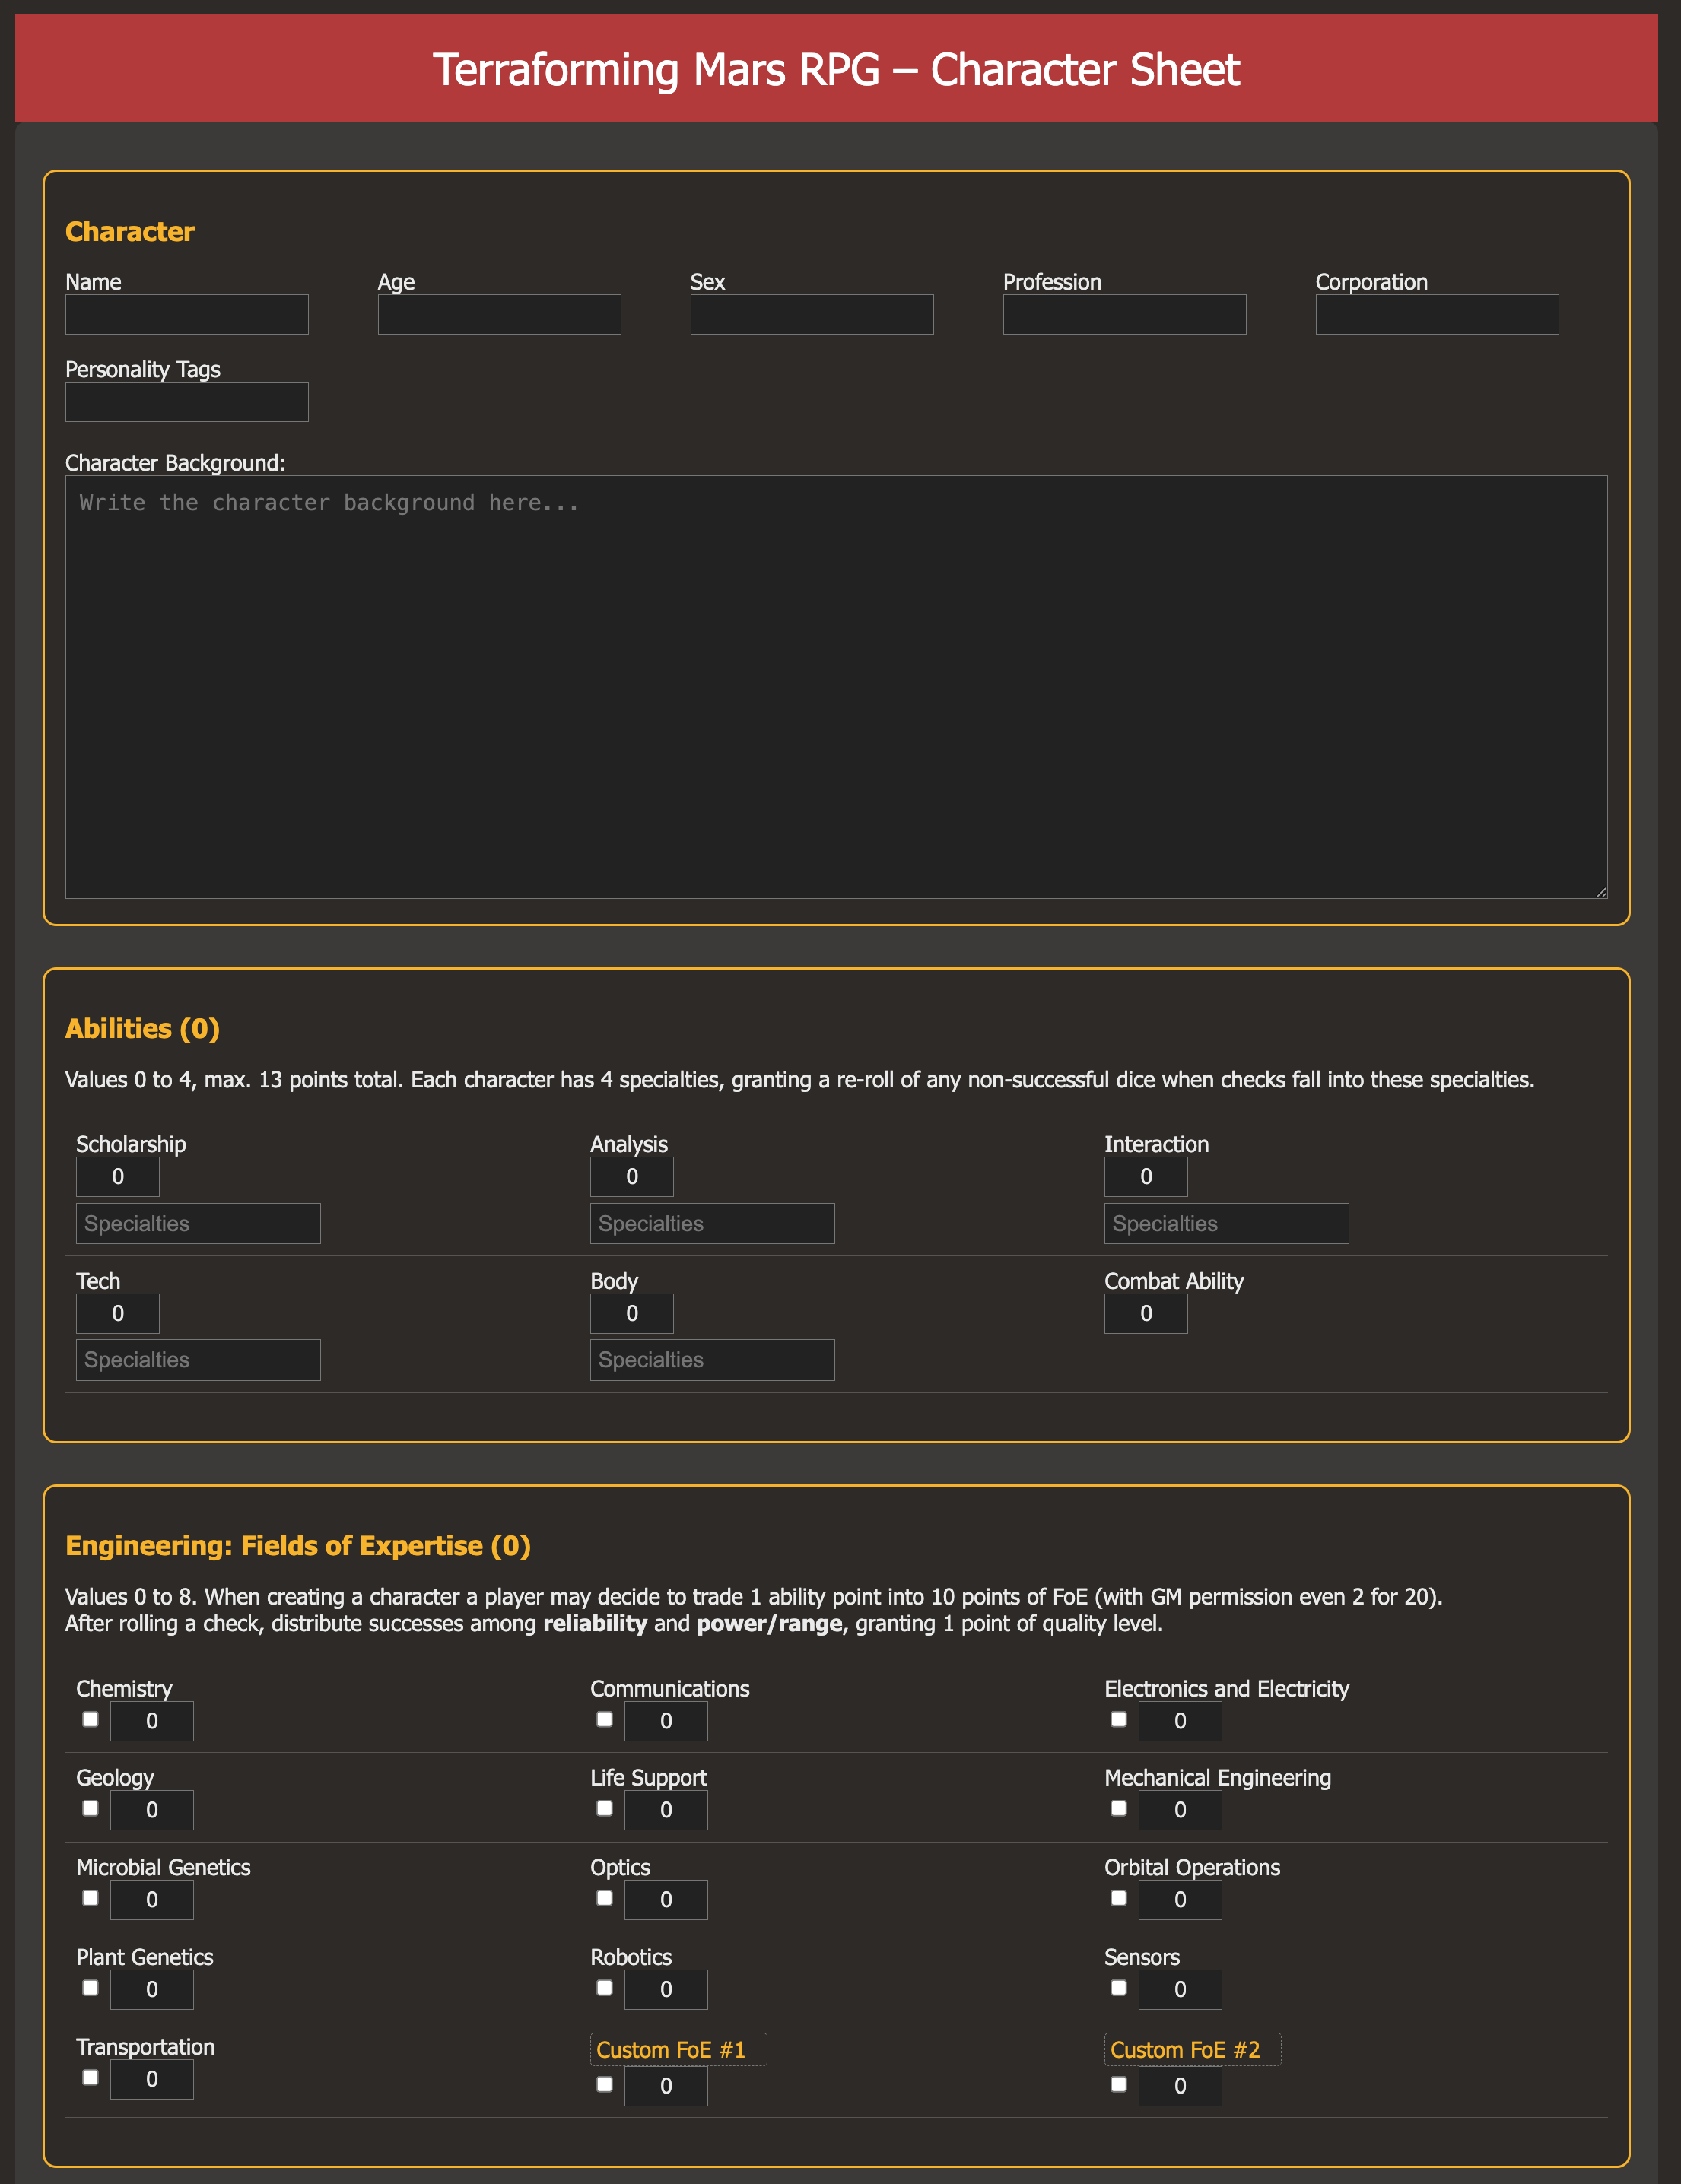 Terraforming Mars RPG – Character Sheet
Character
Name Age Sex Profession Corporation
Personality Tags
Character Background:
Write the character background here...
Abilities (0)
Values 0 to 4, max. 13 points total. Each character has 4 specialties, granting a re-roll of any non-successful dice when checks fall into these specialties.
Scholarship Analysis Interaction
0 0 0
Specialties Specialties Specialties
Tech Body Combat Ability
0 0 0
Specialties Specialties
Engineering: Fields of Expertise (0)
Values 0 to 8. When creating a character a player may decide to trade 1 ability point into 10 points of FoE (with GM permission even 2 for 20).
After rolling a check, distribute successes among reliability and power/range, granting 1 point of quality level.
Chemistry Communications Electronics and Electricity
0 0 0
Geology Life Support Mechanical Engineering
0 0 0
Microbial Genetics Optics Orbital Operations
0 0 0
Plant Genetics Robotics Sensors
0 0 0
Transportation Custom FoE #1 Custom FoE #2
0 0 0